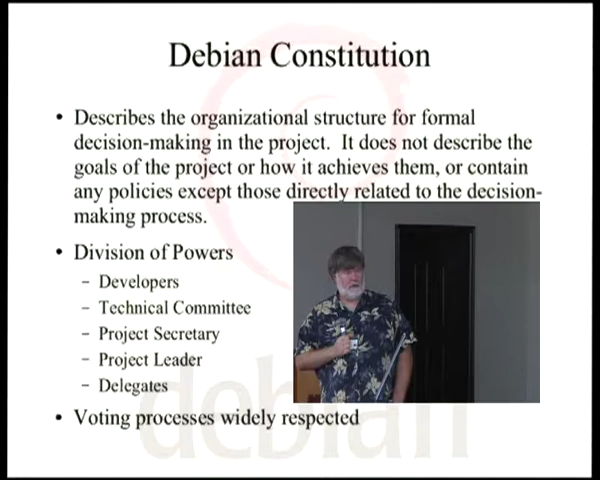 Debian Constitution
• Describes the organizational structure for formal
decision-making in the project. It does not describe the
goals of the project or how it achieves them, or contain
any policies except those directly related to the decision-
making process.
• Division of Powers
– Developers
– Technical Committee
– Project Secretary
– Project Leader
– Delegates
debian
• Voting processes widely respected